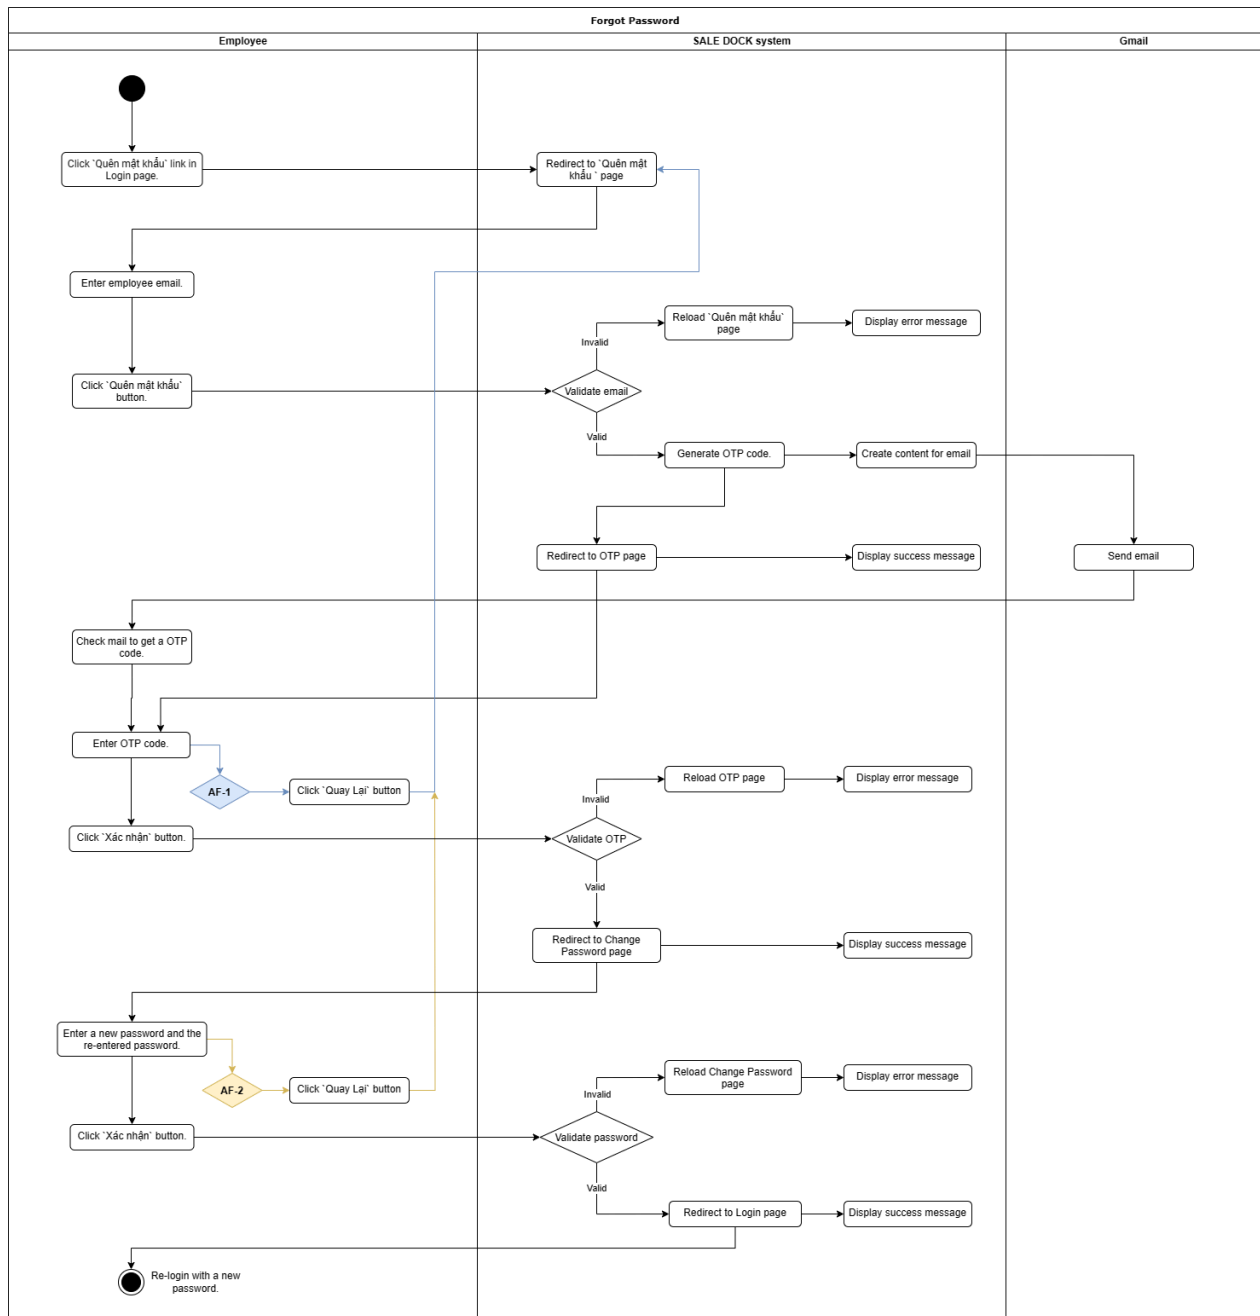 Forgot Password
Employee
SALE DOCK system
Gmail
Click `Quên mật khẩu` link in
Login page.
Redirect to `Quên mật
khẩu ` page
Enter employee email.
Reload `Quên mật khẩu`
page
Display error message
Invalid
Click `Quên mật khẩu`
button.
Validate email
Valid
Generate OTP code.
Create content for email
Redirect to OTP page
Display success message
Send email
Check mail to get a OTP
code.
Enter OTP code.
AF-1
Click `Quay Lại` button
Reload OTP page
Display error message
Invalid
Click `Xác nhận` button.
Validate OTP
Valid
Redirect to Change
Password page
Display success message
Enter a new password and the
re-entered password.
AF-2
Click `Quay Lại` button
Reload Change Password
page
Display error message
Invalid
Click `Xác nhận` button.
Validate password
Valid
Redirect to Login page
Display success message
Re-login with a new
password.